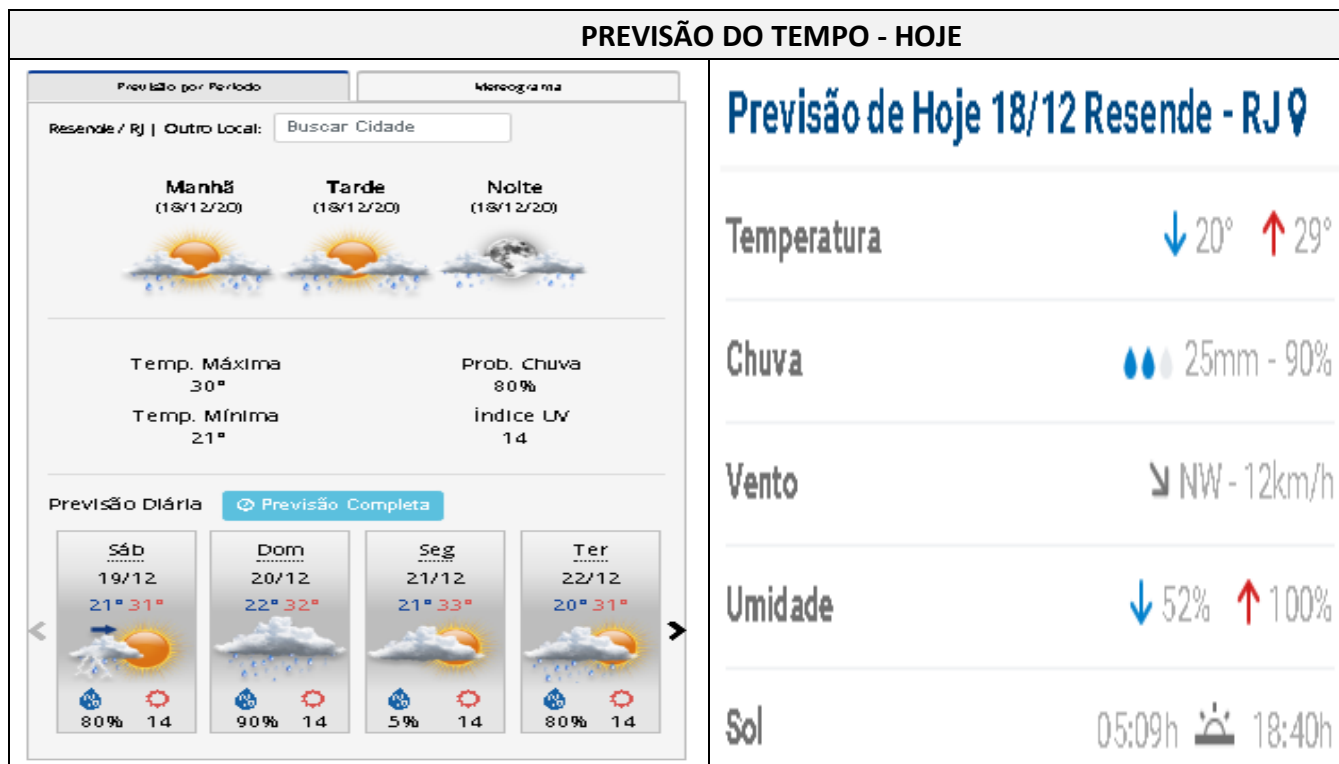 PREVISÃO DO TEMPO - HOJE
Previsão por Período
Meteograma
Resende / RJ | Outro Local: Buscar Cidade
Manhã Tarde Noite
(18/12/20) (18/12/20) (18/12/20)
Temp. Máxima Prob. Chuva
30° 80%
Temp. Mínima Índice UV
21° 14
Previsão Diária Previsão Completa
Sáb Dom Seg Ter
19/12 20/12 21/12 22/12
21° 31° 22° 32° 21° 33° 20° 31°
80% 14 90% 14 5% 14 80% 14
Previsão de Hoje 18/12 Resende - RJ
Temperatura 20° 29°
Chuva 25mm - 90%
Vento NW - 12km/h
Umidade 52% 100%
Sol 05:09h 18:40h